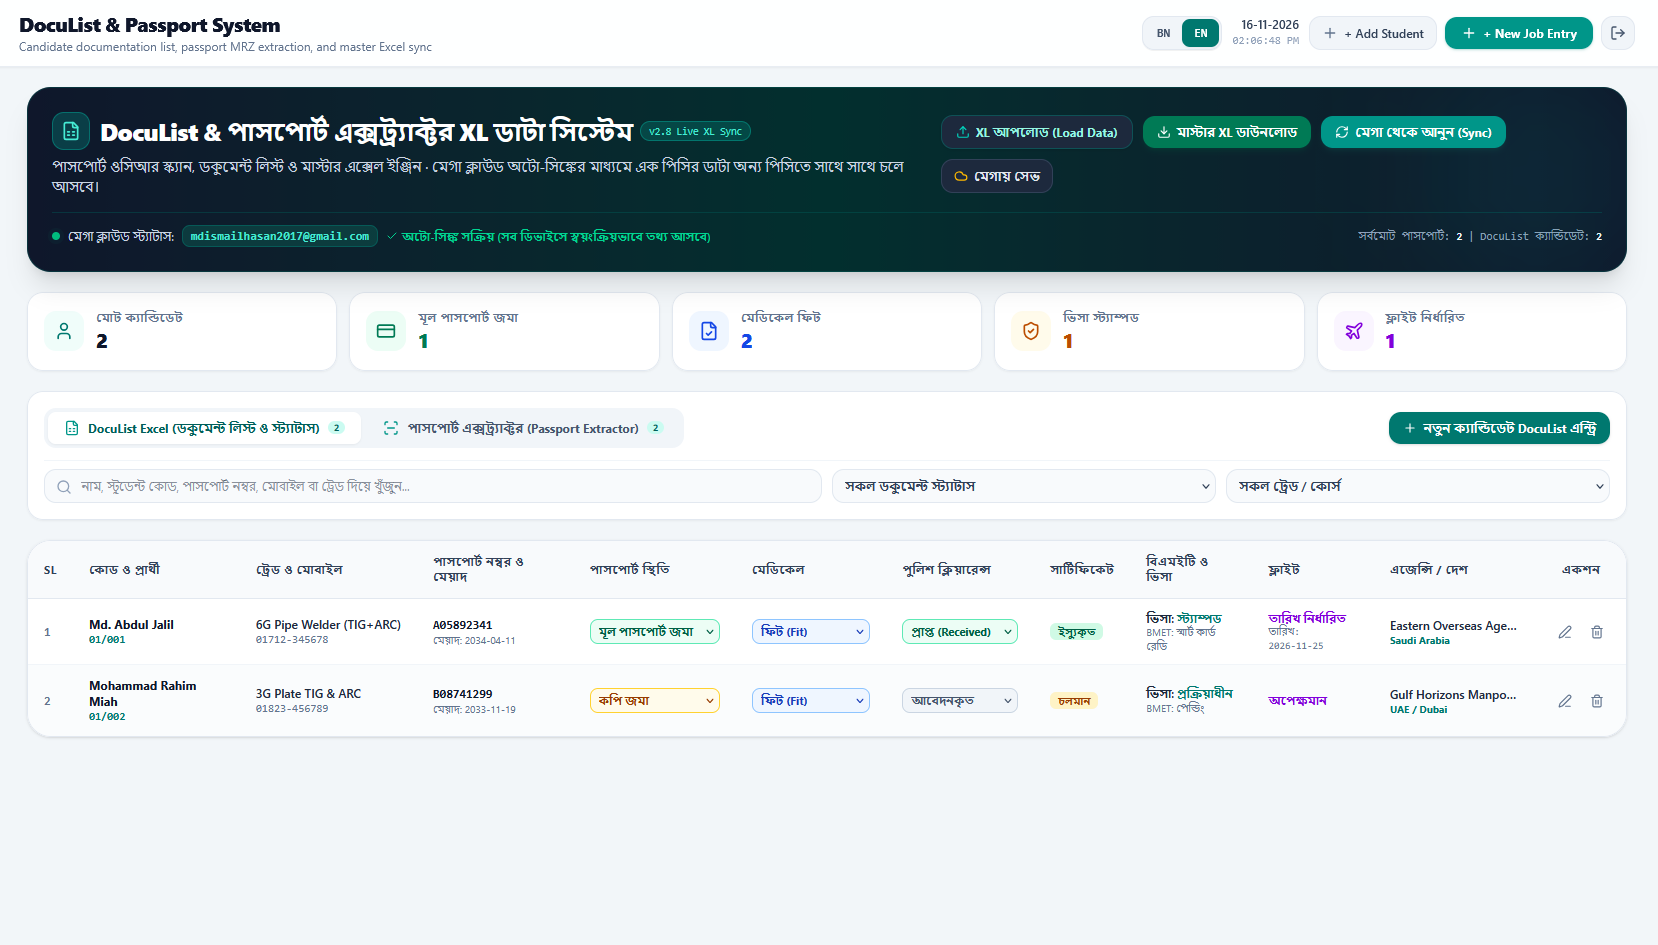 DocuList & Passport System
Candidate documentation list, passport MRZ extraction, and master Excel sync
BN EN
16-11-2026
02:06:48 PM
+ + Add Student
+ + New Job Entry
DocuList & পাসপোর্ট এক্সট্র্যাক্টর XL ডাটা সিস্টেম
v2.8 Live XL Sync
পাসপোর্ট ওসিআর স্ক্যান, ডকুমেন্ট লিস্ট ও মাস্টার এক্সেল ইঞ্জিন · মেগা ক্লাউড অটো-সিঙ্কের মাধ্যমে এক পিসির ডাটা অন্য পিসিতে সাথে সাথে চলে
আসবে।
XL আপলোড (Load Data)
মাস্টার XL ডাউনলোড
মেগা থেকে আনুন (Sync)
মেগায় সেভ
মেগা ক্লাউড স্ট্যাটাস: mdismailhasan2017@gmail.com ✓ অটো-সিঙ্ক সক্রিয় (সব ডিভাইসে স্বয়ংক্রিয়ভাবে তথ্য আসবে)
সর্বমোট পাসপোর্ট: 2 | DocuList ক্যান্ডিডেট: 2
মোট ক্যান্ডিডেট
2
মূল পাসপোর্ট জমা
1
মেডিকেল ফিট
2
ভিসা স্ট্যাম্পড
1
ফ্লাইট নির্ধারিত
1
DocuList Excel (ডকুমেন্ট লিস্ট ও স্ট্যাটাস) 2
পাসপোর্ট এক্সট্র্যাক্টর (Passport Extractor) 2
+ নতুন ক্যান্ডিডেট DocuList এন্ট্রি
নাম, স্টুডেন্ট কোড, পাসপোর্ট নম্বর, মোবাইল বা ট্রেড দিয়ে খুঁজুন...
সকল ডকুমেন্ট স্ট্যাটাস
সকল ট্রেড / কোর্স
SL
কোড ও প্রার্থী
ট্রেড ও মোবাইল
পাসপোর্ট নম্বর ও
মেয়াদ
পাসপোর্ট স্থিতি
মেডিকেল
পুলিশ ক্লিয়ারেন্স
সার্টিফিকেট
বিএমইটি ও
ভিসা
ফ্লাইট
এজেন্সি / দেশ
একশন
1
Md. Abdul Jalil
01/001
6G Pipe Welder (TIG+ARC)
01712-345678
A05892341
মেয়াদ: 2034-04-11
মূল পাসপোর্ট জমা
ফিট (Fit)
প্রাপ্ত (Received)
ইস্যুকৃত
ভিসা: স্ট্যাম্পড
BMET: স্মার্ট কার্ড
রেডি
তারিখ নির্ধারিত
তারিখ:
2026-11-25
Eastern Overseas Age...
Saudi Arabia
2
Mohammad Rahim
Miah
01/002
3G Plate TIG & ARC
01823-456789
B08741299
মেয়াদ: 2033-11-19
কপি জমা
ফিট (Fit)
আবেদনকৃত
চলমান
ভিসা: প্রক্রিয়াধীন
BMET: পেন্ডিং
অপেক্ষমান
Gulf Horizons Manpo...
UAE / Dubai